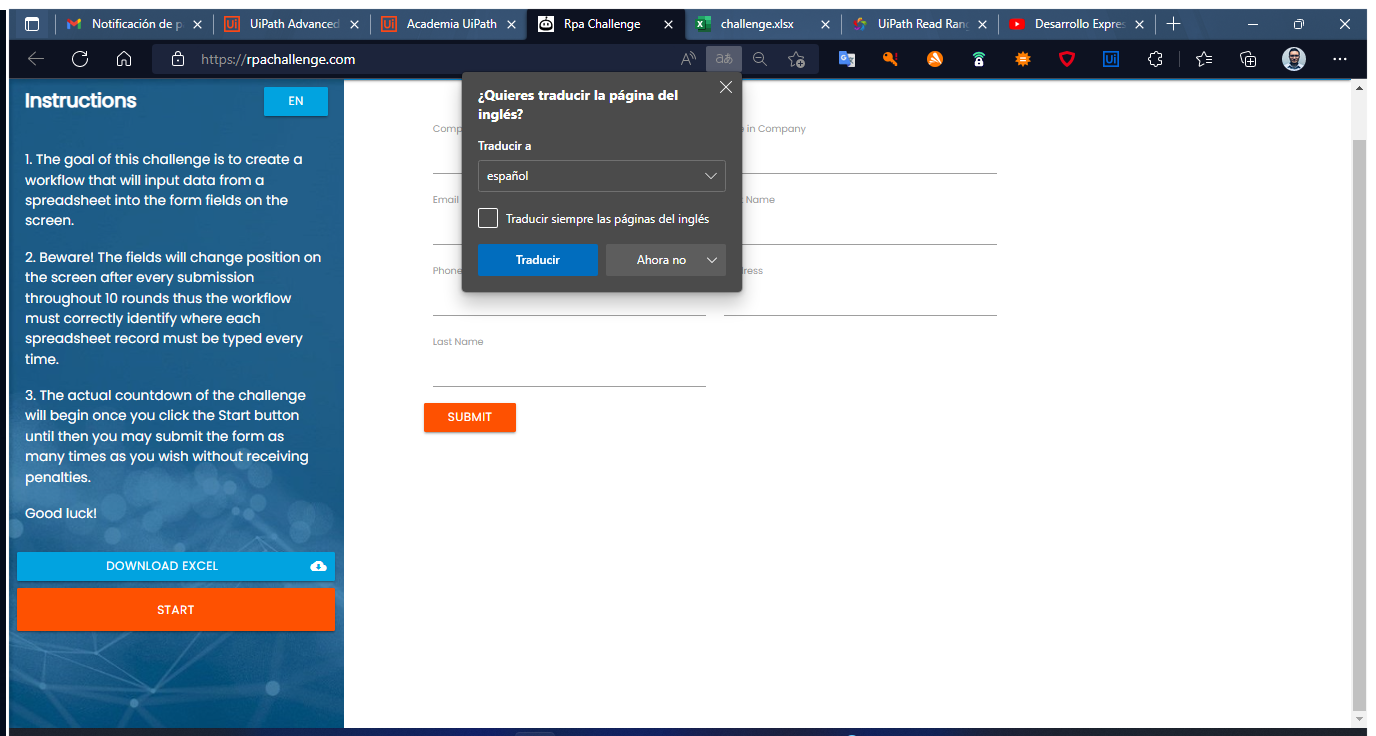 Notificación de p
UiPath Advanced
Academia UiPath
Rpa Challenge
challenge.xlsx
UiPath Read Ran
Desarrollo Expres
https://rpachallenge.com
Instructions
EN
1. The goal of this challenge is to create a
workflow that will input data from a
spreadsheet into the form fields on the
screen.
2. Beware! The fields will change position on
the screen after every submission
throughout 10 rounds thus the workflow
must correctly identify where each
spreadsheet record must be typed every
time.
3. The actual countdown of the challenge
will begin once you click the Start button
until then you may submit the form as
many times as you wish without receiving
penalties.
Good luck!
DOWNLOAD EXCEL
START
¿Quieres traducir la página del
inglés?
Traducir a
español
Traducir siempre las páginas del inglés
Traducir
Ahora no
Comp
in Company
Email
Name
Phone
ress
Last Name
SUBMIT